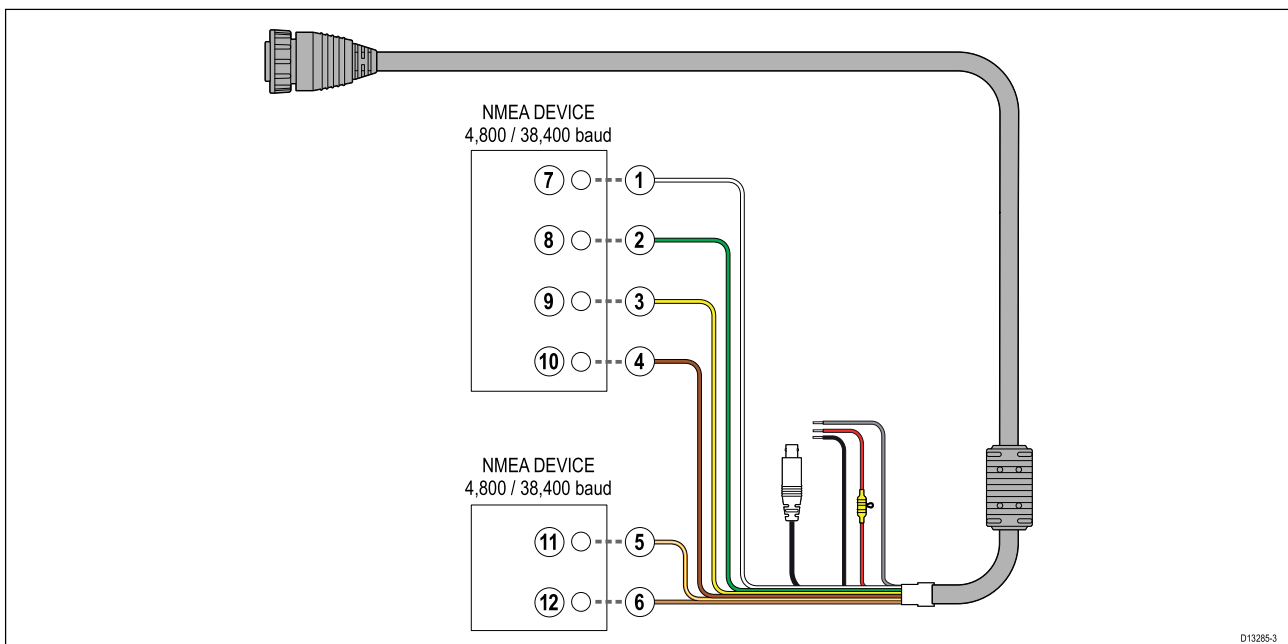 NMEA DEVICE
4,800 / 38,400 baud
7 1
8 2
9 3
10 4
NMEA DEVICE
4,800 / 38,400 baud
11 5
12 6
D13285-3